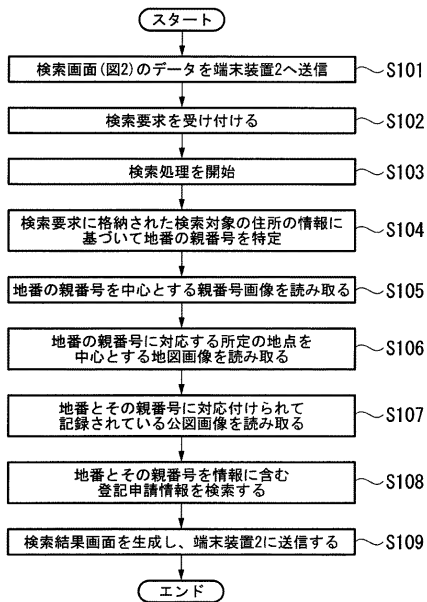 スタート
検索画面(図2)のデータを端末装置2へ送信
S101
検索要求を受け付ける
S102
検索処理を開始
S103
検索要求に格納された検索対象の住所の情報に
基づいて地番の親番号を特定
S104
地番の親番号を中心とする親番号画像を読み取る
S105
地番の親番号に対応する所定の地点を
中心とする地図画像を読み取る
S106
地番とその親番号に対応付けられて
記録されている公図画像を読み取る
S107
地番とその親番号を情報に含む
登記申請情報を検索する
S108
検索結果画面を生成し、端末装置2に送信する
S109
エンド